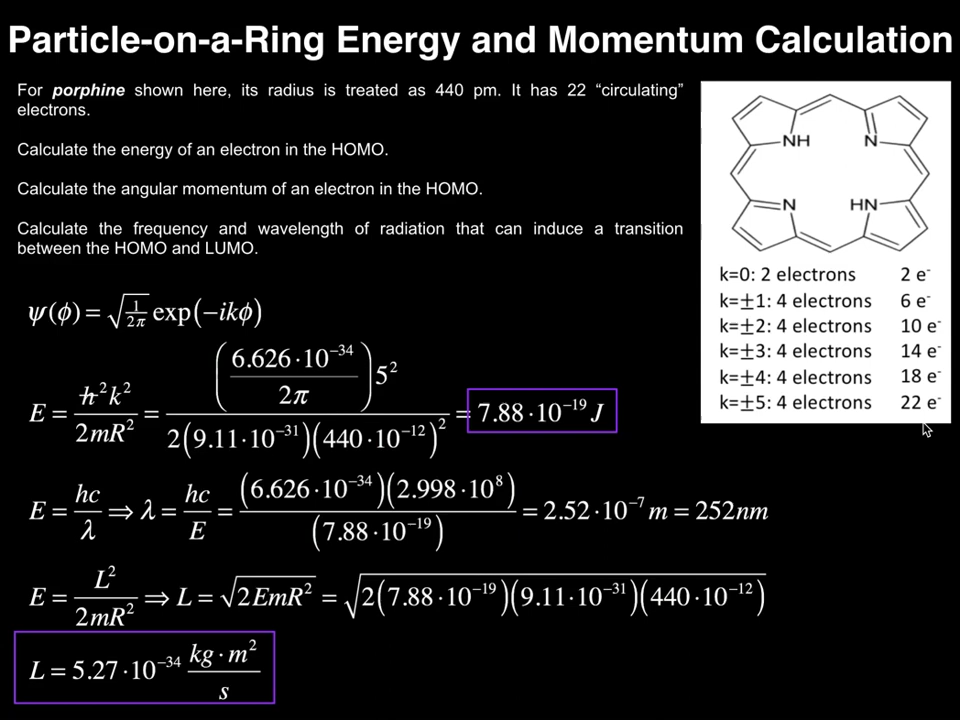 Particle-on-a-Ring Energy and Momentum Calculation
For porphine shown here, its radius is treated as 440 pm. It has 22 “circulating”
electrons.
Calculate the energy of an electron in the HOMO.
Calculate the angular momentum of an electron in the HOMO.
Calculate the frequency and wavelength of radiation that can induce a transition
between the HOMO and LUMO.
NH N
N HN
k=0: 2 electrons 2 e⁻
k=±1: 4 electrons 6 e⁻
k=±2: 4 electrons 10 e⁻
k=±3: 4 electrons 14 e⁻
k=±4: 4 electrons 18 e⁻
k=±5: 4 electrons 22 e⁻
ψ(ϕ) = √(1/2π) exp(−ikϕ)
E = ħ²k²/2mR² = (6.626·10⁻³⁴/2π)5²/2(9.11·10⁻³¹)(440·10⁻¹²)² = 7.88·10⁻¹⁹ J
E = hc/λ ⇒ λ = hc/E = (6.626·10⁻³⁴)(2.998·10⁸)/(7.88·10⁻¹⁹) = 2.52·10⁻⁷ m = 252nm
E = L²/2mR² ⇒ L = √2EmR² = √2(7.88·10⁻¹⁹)(9.11·10⁻³¹)(440·10⁻¹²)
L = 5.27·10⁻³⁴ kg·m²/s